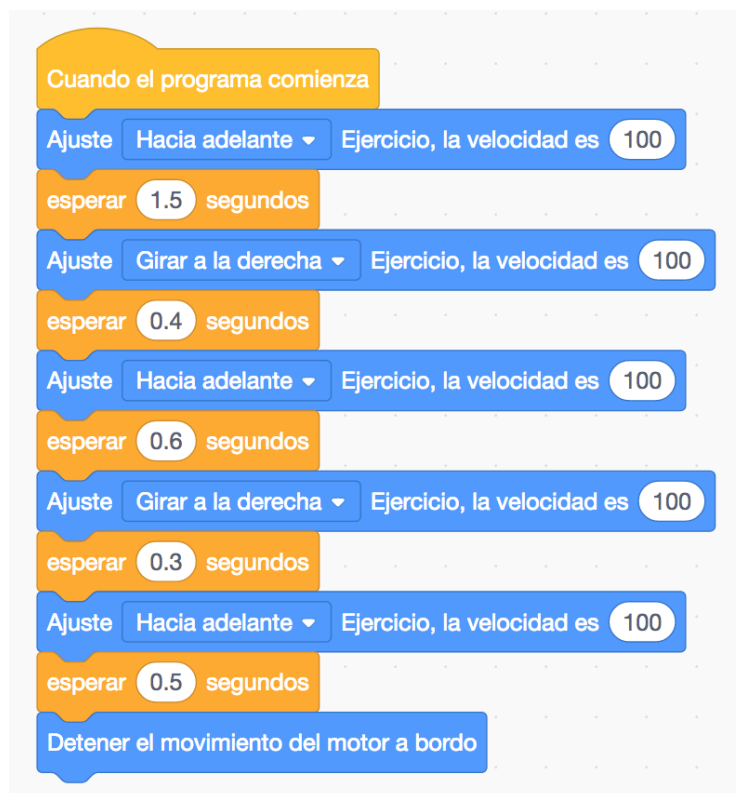 Cuando el programa comienza
Ajuste Hacia adelante Ejercicio, la velocidad es 100
esperar 1.5 segundos
Ajuste Girar a la derecha Ejercicio, la velocidad es 100
esperar 0.4 segundos
Ajuste Hacia adelante Ejercicio, la velocidad es 100
esperar 0.6 segundos
Ajuste Girar a la derecha Ejercicio, la velocidad es 100
esperar 0.3 segundos
Ajuste Hacia adelante Ejercicio, la velocidad es 100
esperar 0.5 segundos
Detener el movimiento del motor a bordo